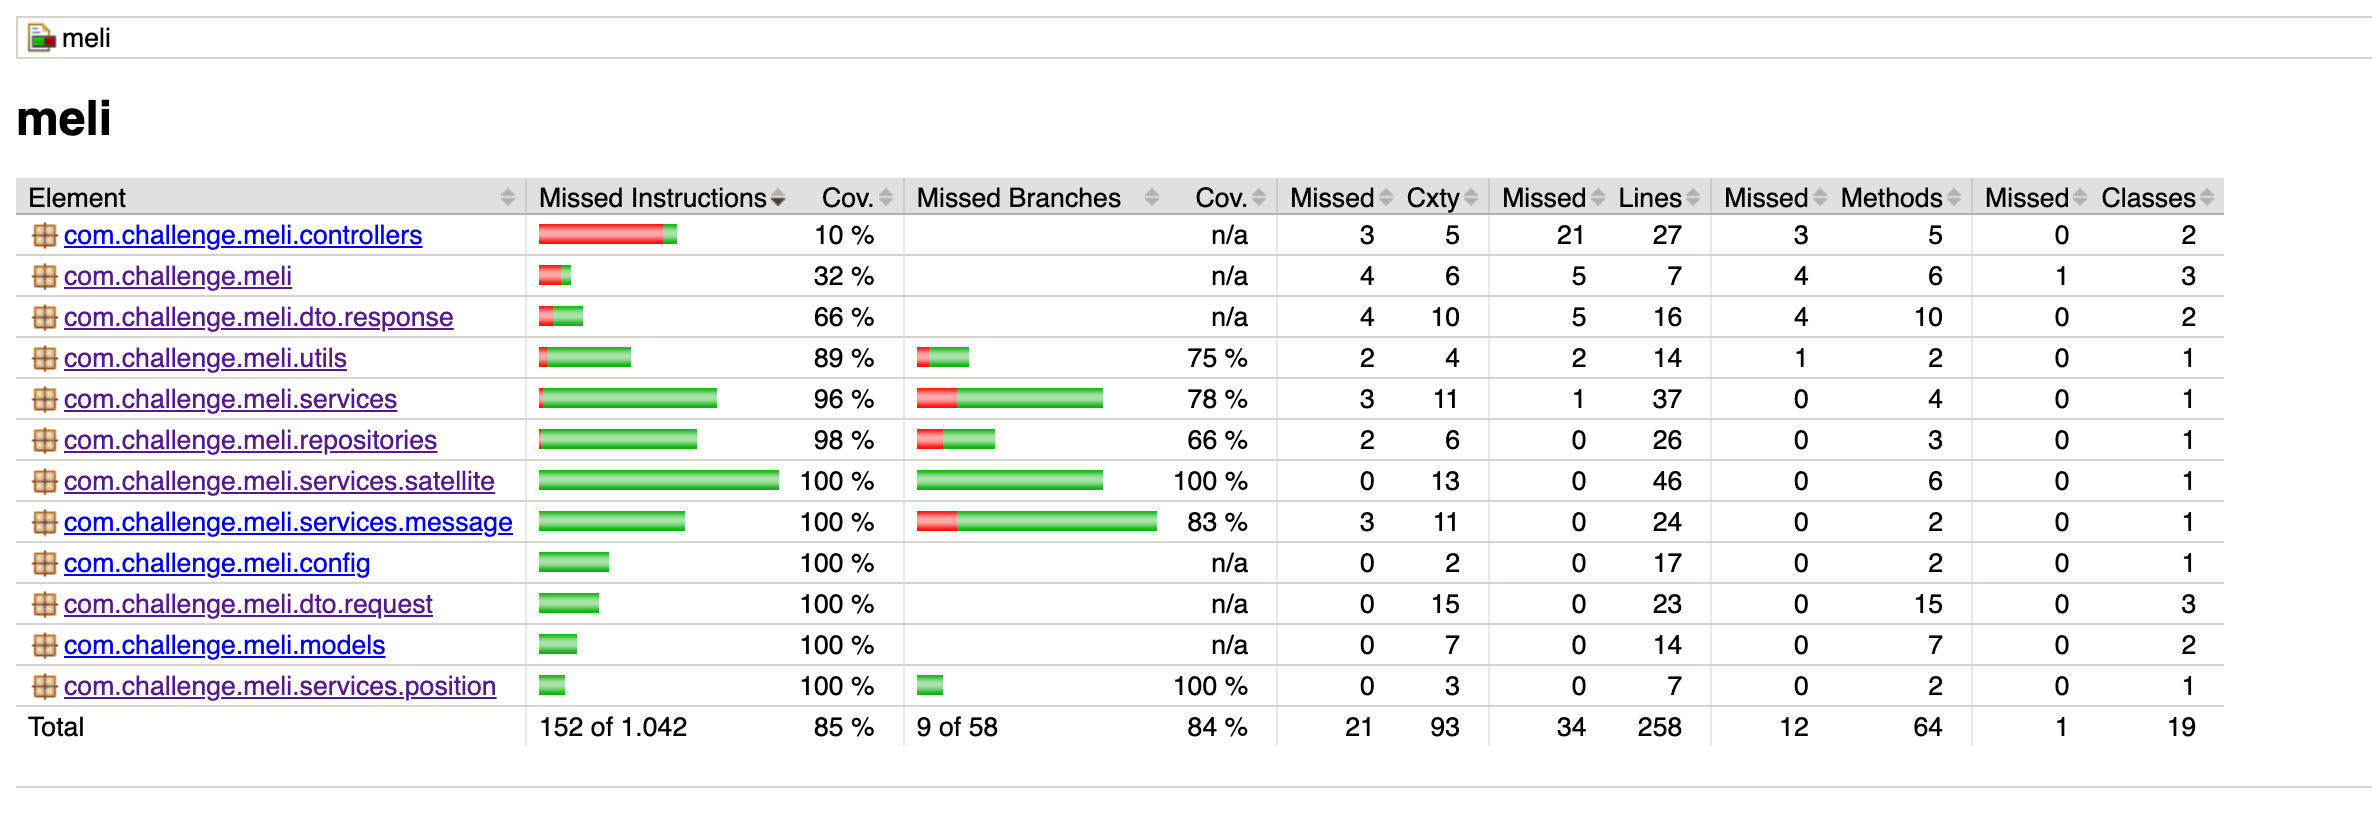 meli
meli
Element Missed Instructions Cov. Missed Branches Cov. Missed Cxty Missed Lines Missed Methods Missed Classes
com.challenge.meli.controllers 10 % n/a 3 5 21 27 3 5 0 2
com.challenge.meli 32 % n/a 4 6 5 7 4 6 1 3
com.challenge.meli.dto.response 66 % n/a 4 10 5 16 4 10 0 2
com.challenge.meli.utils 89 % 75 % 2 4 2 14 1 2 0 1
com.challenge.meli.services 96 % 78 % 3 11 1 37 0 4 0 1
com.challenge.meli.repositories 98 % 66 % 2 6 0 26 0 3 0 1
com.challenge.meli.services.satellite 100 % 100 % 0 13 0 46 0 6 0 1
com.challenge.meli.services.message 100 % 83 % 3 11 0 24 0 2 0 1
com.challenge.meli.config 100 % n/a 0 2 0 17 0 2 0 1
com.challenge.meli.dto.request 100 % n/a 0 15 0 23 0 15 0 3
com.challenge.meli.models 100 % n/a 0 7 0 14 0 7 0 2
com.challenge.meli.services.position 100 % 100 % 0 3 0 7 0 2 0 1
Total 152 of 1.042 85 % 9 of 58 84 % 21 93 34 258 12 64 1 19